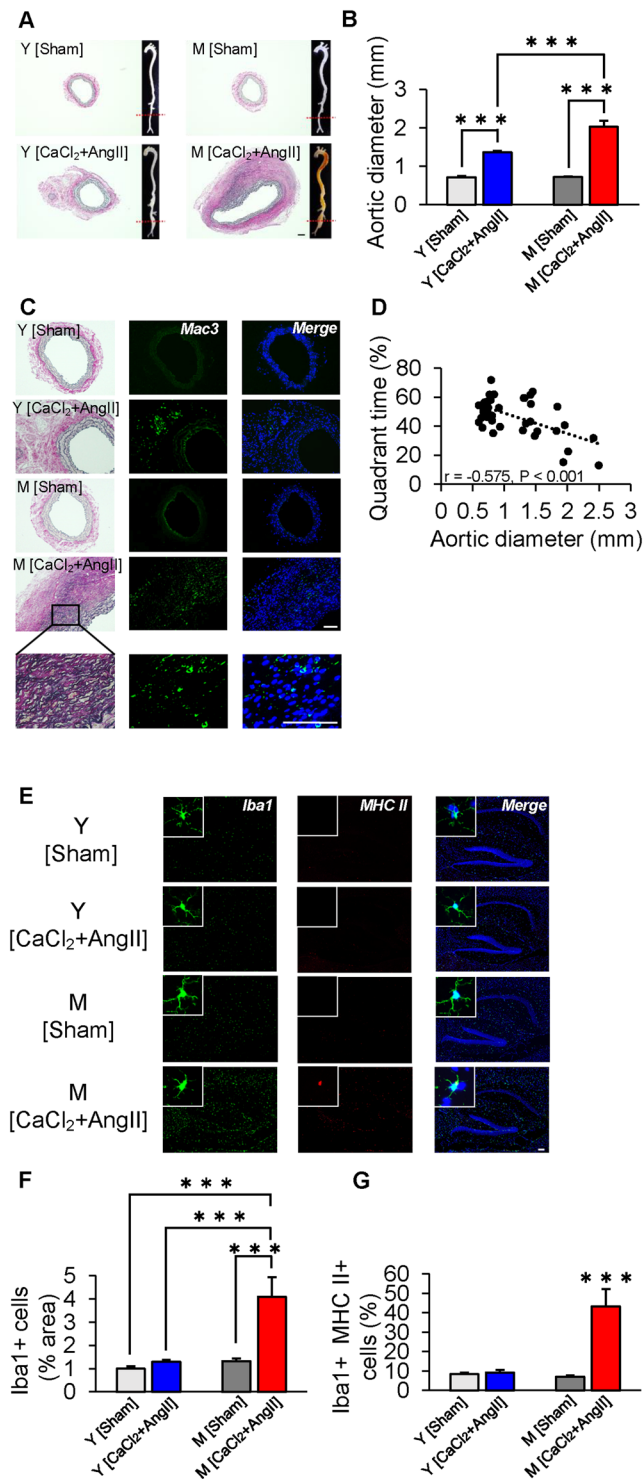 A
Y [Sham]
M [Sham]
Y [CaCl2+AngII]
M [CaCl2+AngII]
B
Aortic diameter (mm)
3
2
1
0
* * *
* * *
* * *
Y [Sham]
Y [CaCl2+AngII]
M [Sham]
M [CaCl2+AngII]
C
Y [Sham]
Mac3
Merge
Y [CaCl2+AngII]
M [Sham]
M [CaCl2+AngII]
D
Quadrant time (%)
80
60
40
20
0
r = -0.575, P < 0.001
0 0.5 1 1.5 2 2.5 3
Aortic diameter (mm)
E
Iba1
MHC II
Merge
Y
[Sham]
Y
[CaCl2+AngII]
M
[Sham]
M
[CaCl2+AngII]
F
Iba1+ cells
(% area)
5
4
3
2
1
0
* * *
* * *
* * *
Y [Sham]
Y [CaCl2+AngII]
M [Sham]
M [CaCl2+AngII]
G
Iba1+ MHC II+
cells (%)
60
50
40
30
20
10
0
* * *
Y [Sham]
Y [CaCl2+AngII]
M [Sham]
M [CaCl2+AngII]